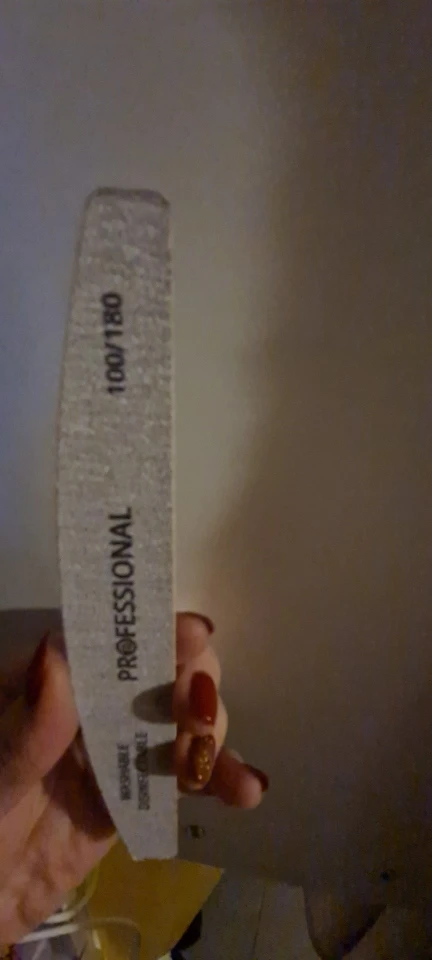 WASHABLE
DISINFECTABLE
PROFESSIONAL
100/180